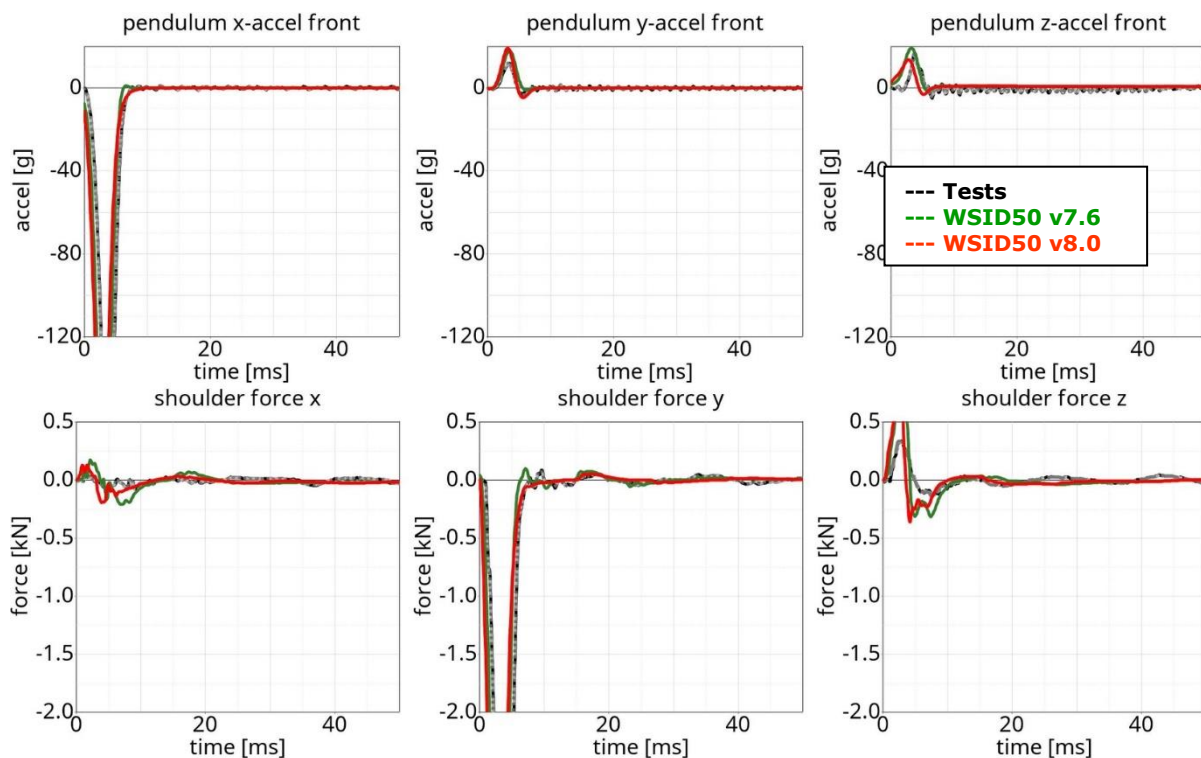 pendulum x-accel front
pendulum y-accel front
pendulum z-accel front
0
-40
-80
-120
accel [g]
0 20 40
time [ms]
0
-40
-80
-120
accel [g]
0 20 40
time [ms]
0
-40
-80
-120
accel [g]
0 20 40
time [ms]
Tests
WSID50 v7.6
WSID50 v8.0
shoulder force x
shoulder force y
shoulder force z
0.5
0.0
-0.5
-1.0
-1.5
-2.0
force [kN]
0 20 40
time [ms]
0.5
0.0
-0.5
-1.0
-1.5
-2.0
force [kN]
0 20 40
time [ms]
0.5
0.0
-0.5
-1.0
-1.5
-2.0
force [kN]
0 20 40
time [ms]